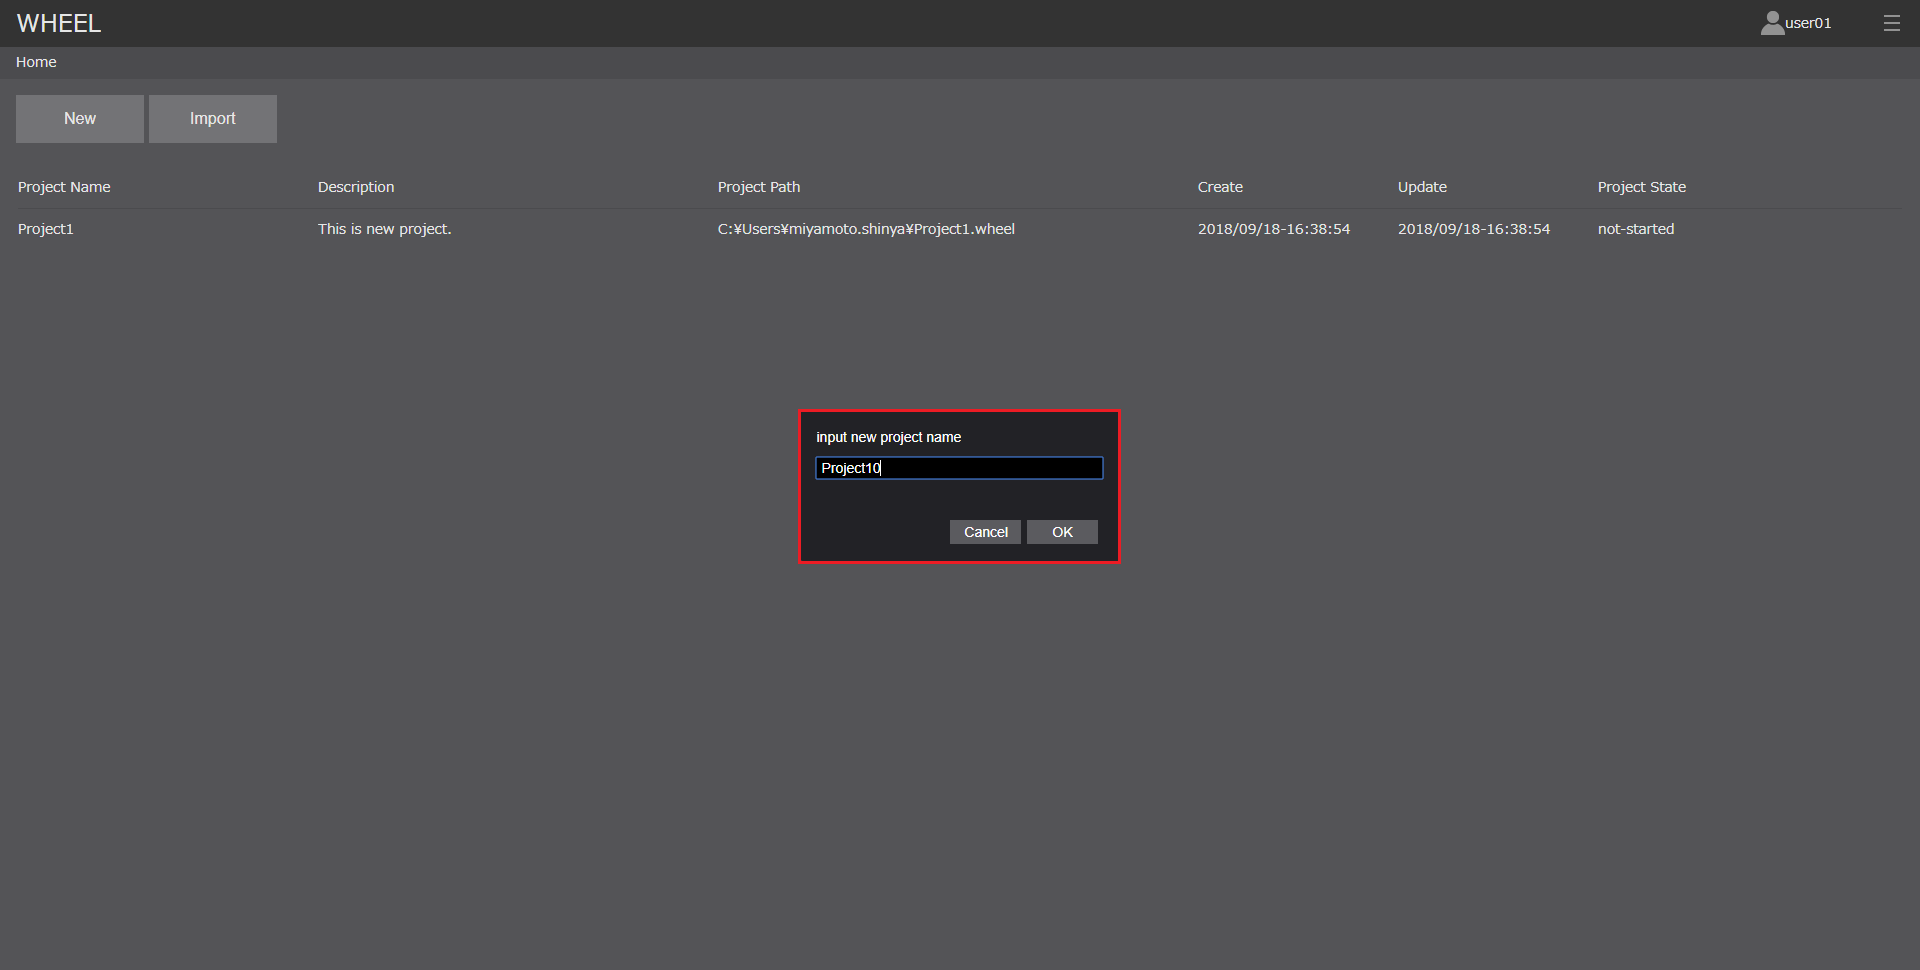 WHEEL
user01
Home
New
Import
Project Name Description Project Path Create Update Project State
Project1 This is new project. C:¥Users¥miyamoto.shinya¥Project1.wheel 2018/09/18-16:38:54 2018/09/18-16:38:54 not-started
input new project name
Project10
Cancel OK